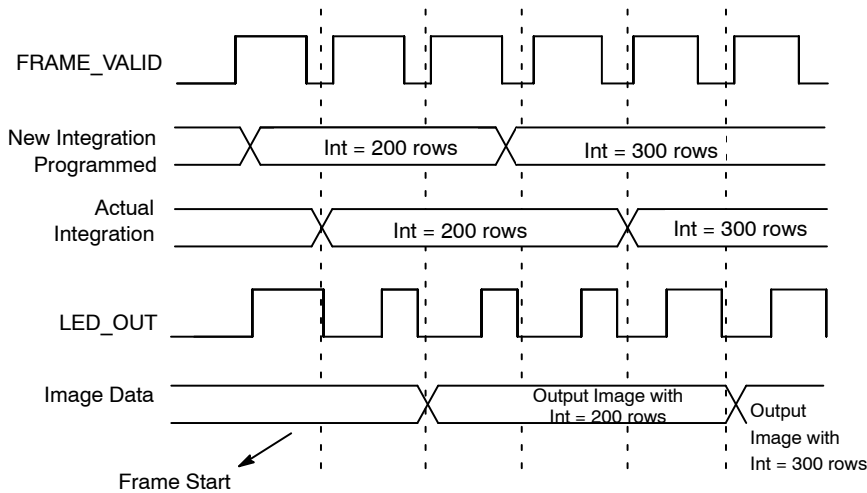 FRAME_VALID
New Integration
Programmed
Int = 200 rows
Int = 300 rows
Actual
Integration
Int = 200 rows
Int = 300 rows
LED_OUT
Image Data
Output Image with
Int = 200 rows
Output
Image with
Int = 300 rows
Frame Start